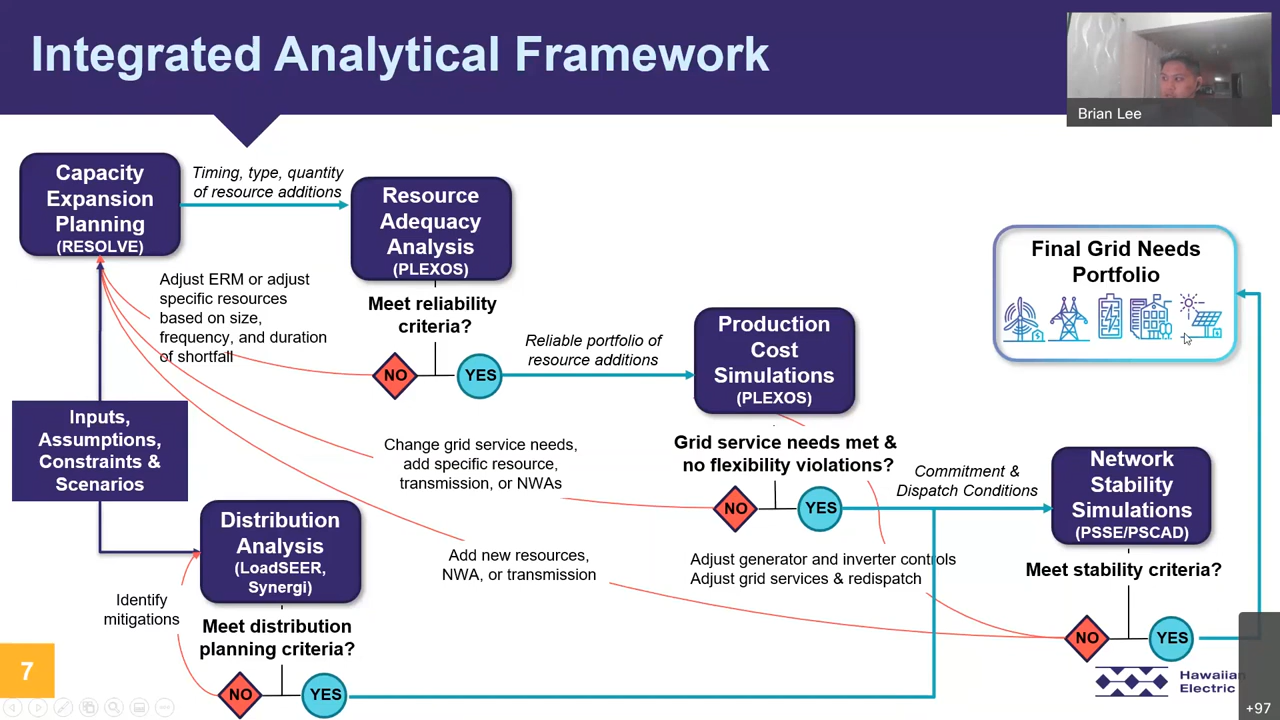 Integrated Analytical Framework
Brian Lee
Capacity
Expansion
Planning
(RESOLVE)
Timing, type, quantity
of resource additions
Resource
Adequacy
Analysis
(PLEXOS)
Final Grid Needs
Portfolio
Adjust ERM or adjust
specific resources
based on size,
frequency, and duration
of shortfall
Meet reliability
criteria?
NO
YES
Reliable portfolio of
resource additions
Production
Cost
Simulations
(PLEXOS)
Inputs,
Assumptions,
Constraints &
Scenarios
Change grid service needs,
add specific resource,
transmission, or NWAs
Grid service needs met &
no flexibility violations?
NO
YES
Commitment &
Dispatch Conditions
Network
Stability
Simulations
(PSSE/PSCAD)
Distribution
Analysis
(LoadSEER,
Synergi)
Add new resources,
NWA, or transmission
Adjust generator and inverter controls
Adjust grid services & redispatch
Meet stability criteria?
NO
YES
Identify
mitigations
Meet distribution
planning criteria?
NO
YES
7
Hawaiian
Electric
+97